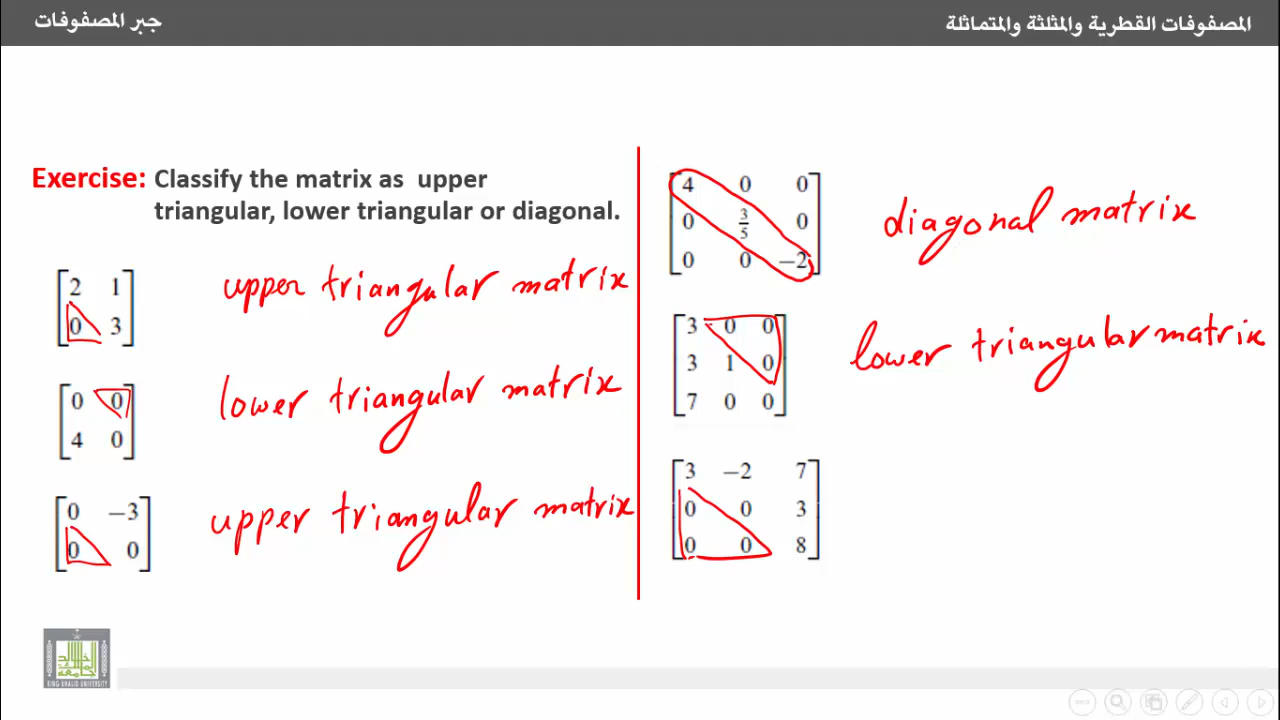 المصفوفات القطرية والمثلثة والمتماثلة
جبر المصفوفات
Exercise: Classify the matrix as upper
triangular, lower triangular or diagonal.
2 1
0 3
upper triangular matrix
0 0
4 0
lower triangular matrix
0 −3
0 0
upper triangular matrix
4 0 0
0 3/5 0
0 0 −2
diagonal matrix
3 0 0
3 1 0
7 0 0
lower triangular matrix
3 −2 7
0 0 3
0 0 8
KING KHALID UNIVERSITY